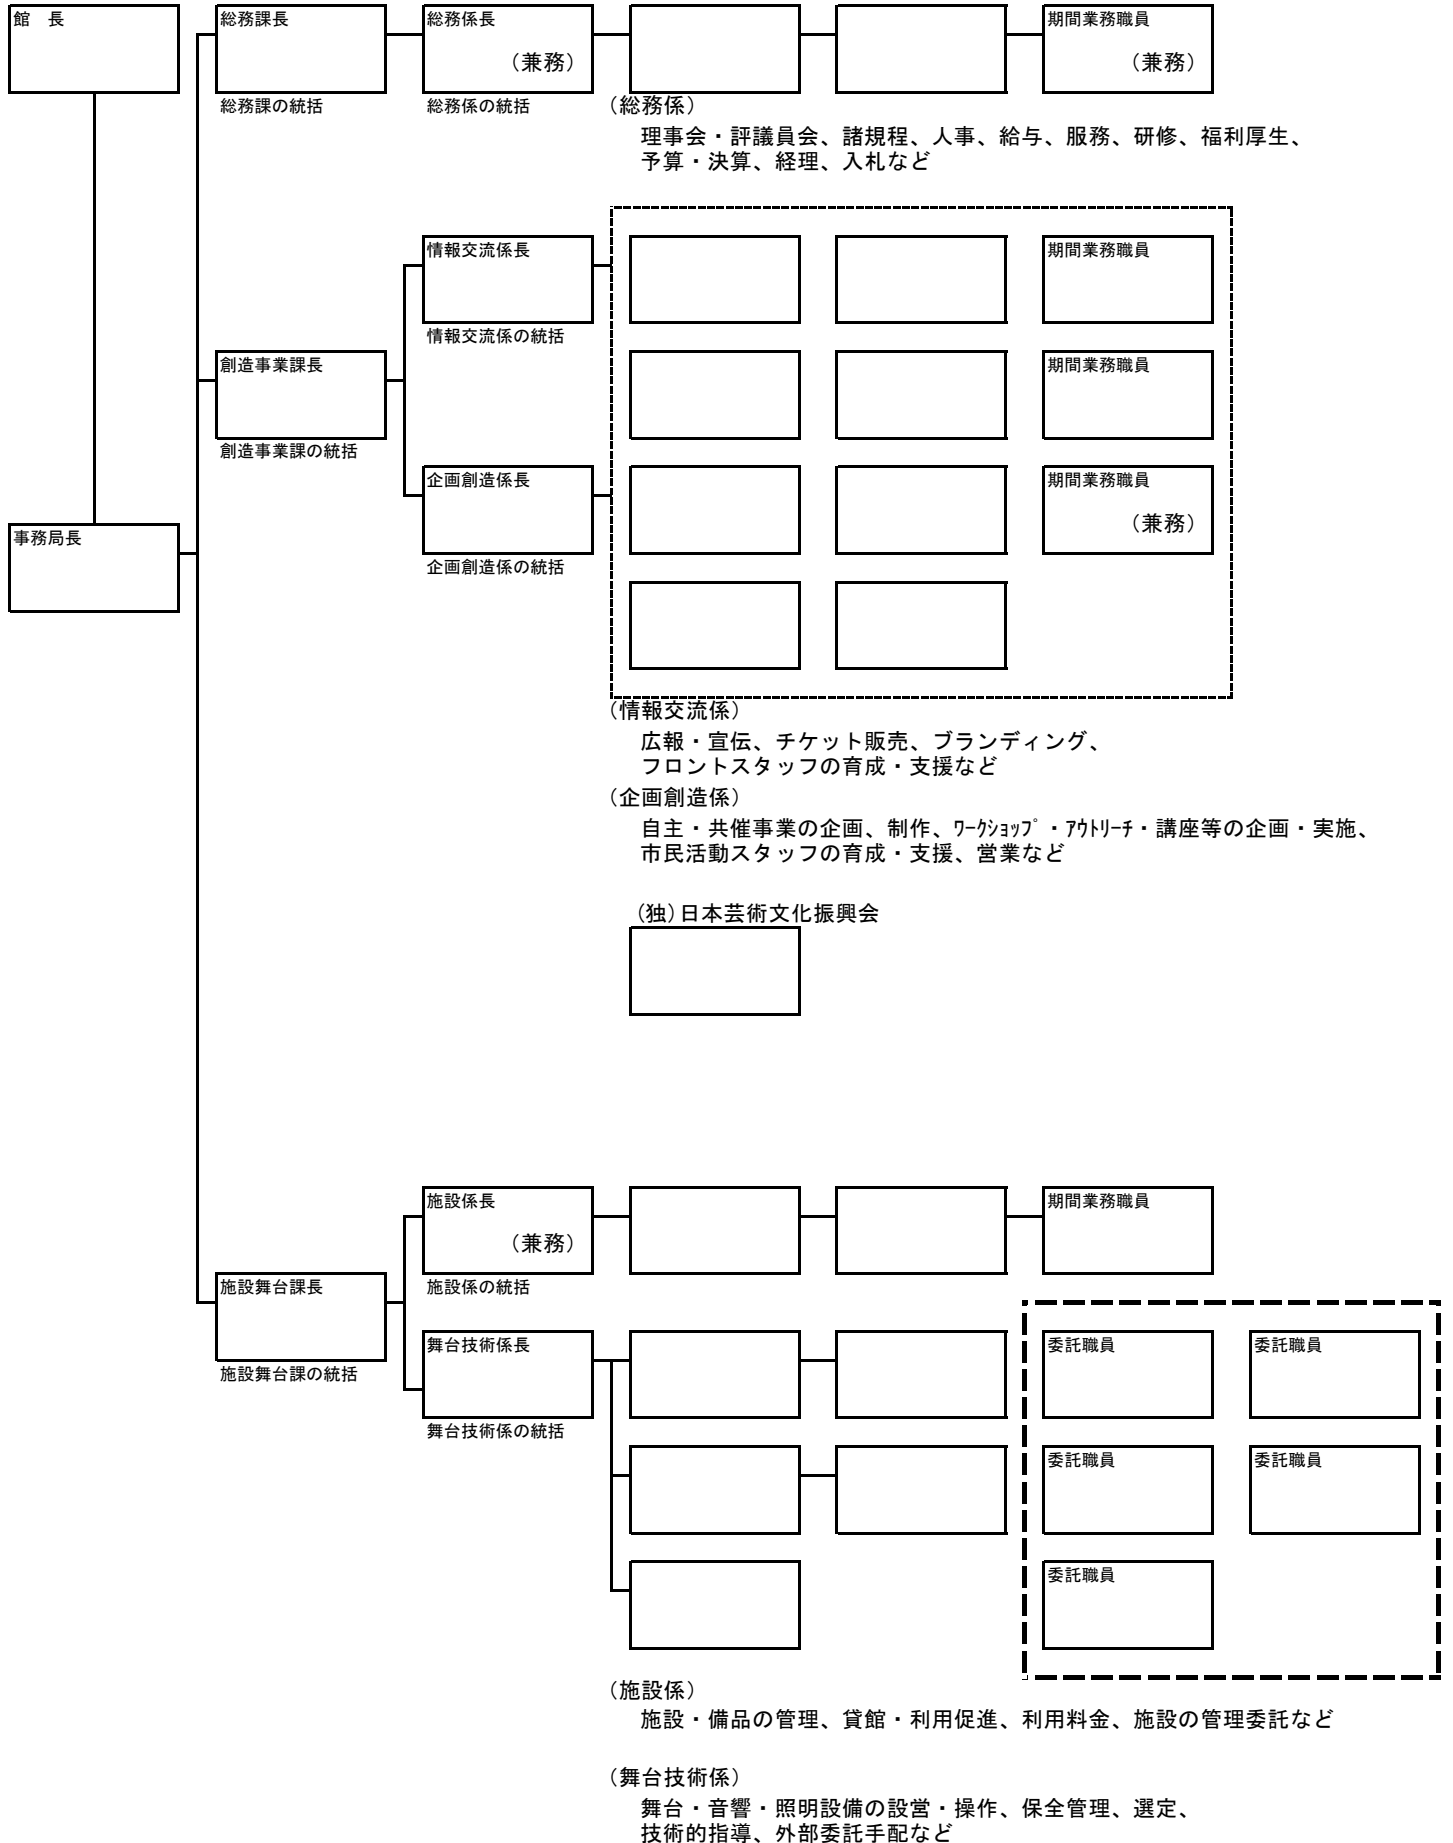 館　長
総務課長
総務係長
（兼務）
期間業務職員
（兼務）
総務課の統括
総務係の統括
（総務係）
理事会・評議員会、諸規程、人事、給与、服務、研修、福利厚生、
予算・決算、経理、入札など
情報交流係長
期間業務職員
情報交流係の統括
創造事業課長
期間業務職員
創造事業課の統括
企画創造係長
期間業務職員
（兼務）
事務局長
企画創造係の統括
（情報交流係）
広報・宣伝、チケット販売、ブランディング、
フロントスタッフの育成・支援など
（企画創造係）
自主・共催事業の企画、制作、ﾜｰｸｼｮｯﾌﾟ・ｱｳﾄﾘｰﾁ・講座等の企画・実施、
市民活動スタッフの育成・支援、営業など
（独）日本芸術文化振興会
施設係長
（兼務）
期間業務職員
施設係の統括
施設舞台課長
施設舞台課の統括
舞台技術係長
委託職員
委託職員
舞台技術係の統括
委託職員
委託職員
委託職員
（施設係）
施設・備品の管理、貸館・利用促進、利用料金、施設の管理委託など
（舞台技術係）
舞台・音響・照明設備の設営・操作、保全管理、選定、
技術的指導、外部委託手配など